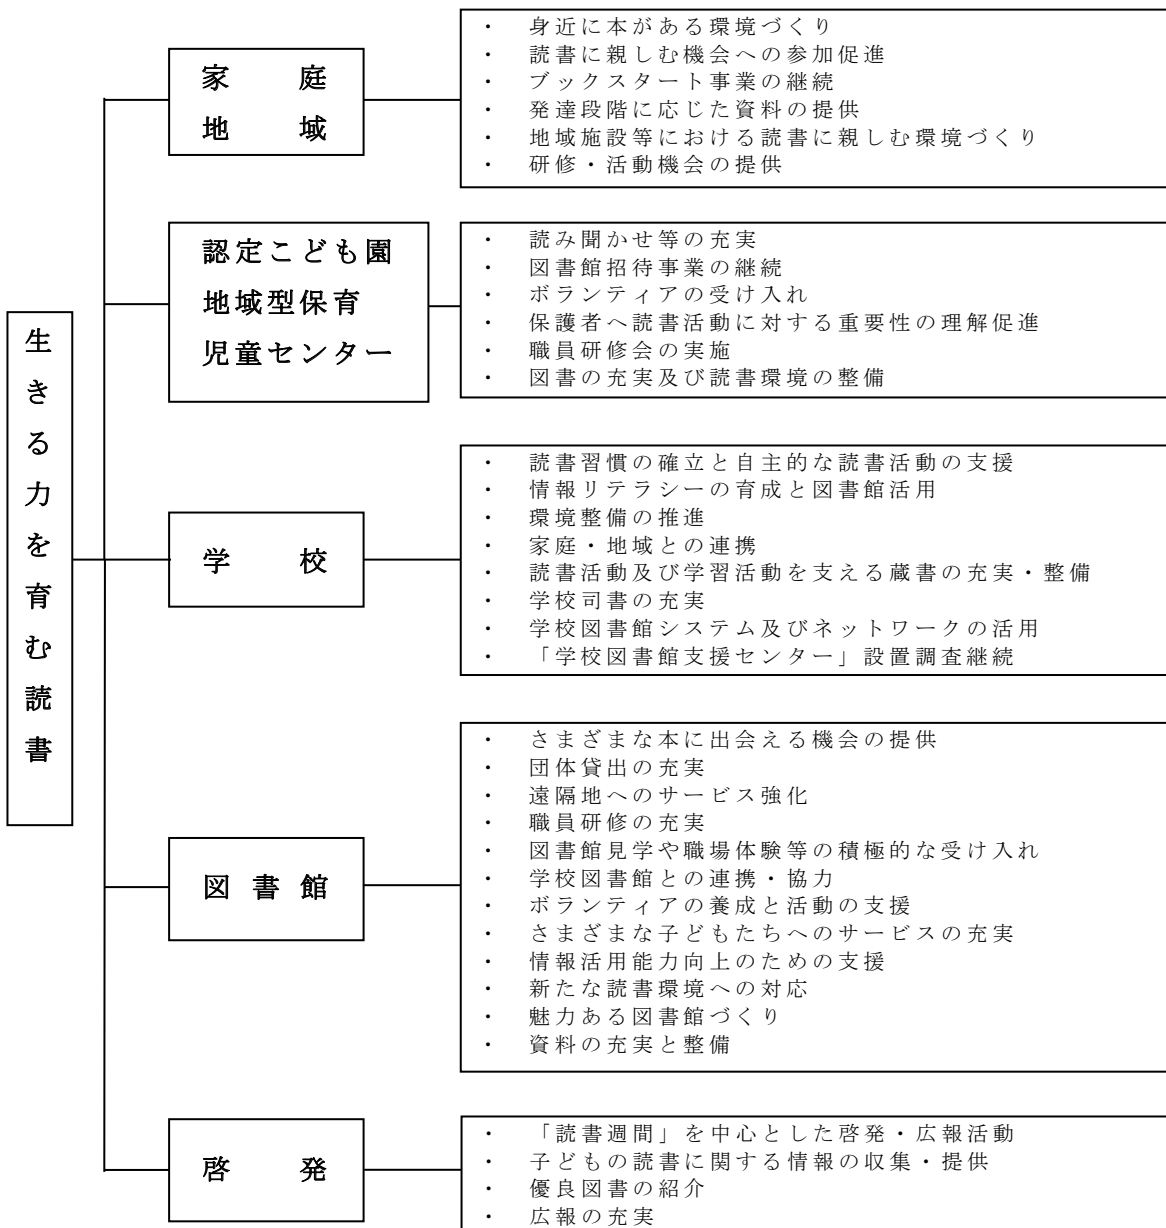 生きる力を育む読書
家庭
地域
・ 身近に本がある環境づくり
・ 読書に親しむ機会への参加促進
・ ブックスタート事業の継続
・ 発達段階に応じた資料の提供
・ 地域施設等における読書に親しむ環境づくり
・ 研修・活動機会の提供
認定こども園
地域型保育
児童センター
・ 読み聞かせ等の充実
・ 図書館招待事業の継続
・ ボランティアの受け入れ
・ 保護者へ読書活動に対する重要性の理解促進
・ 職員研修会の実施
・ 図書の充実及び読書環境の整備
学校
・ 読書習慣の確立と自主的な読書活動の支援
・ 情報リテラシーの育成と図書館活用
・ 環境整備の推進
・ 家庭・地域との連携
・ 読書活動及び学習活動を支える蔵書の充実・整備
・ 学校司書の充実
・ 学校図書館システム及びネットワークの活用
・ 「学校図書館支援センター」設置調査継続
図書館
・ さまざまな本に出会える機会の提供
・ 団体貸出の充実
・ 遠隔地へのサービス強化
・ 職員研修の充実
・ 図書館見学や職場体験等の積極的な受け入れ
・ 学校図書館との連携・協力
・ ボランティアの養成と活動の支援
・ さまざまな子どもたちへのサービスの充実
・ 情報活用能力向上のための支援
・ 新たな読書環境への対応
・ 魅力ある図書館づくり
・ 資料の充実と整備
啓発
・ 「読書週間」を中心とした啓発・広報活動
・ 子どもの読書に関する情報の収集・提供
・ 優良図書の紹介
・ 広報の充実